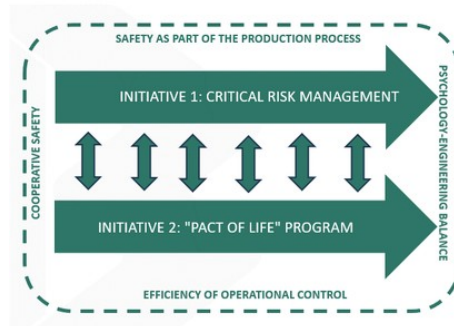 SAFETY AS PART OF THE PRODUCTION PROCESS
INITIATIVE 1: CRITICAL RISK MANAGEMENT
COOPERATIVE SAFETY
PSYCHOLOGY-ENGINEERING BALANCE
INITIATIVE 2: "PACT OF LIFE" PROGRAM
EFFICIENCY OF OPERATIONAL CONTROL